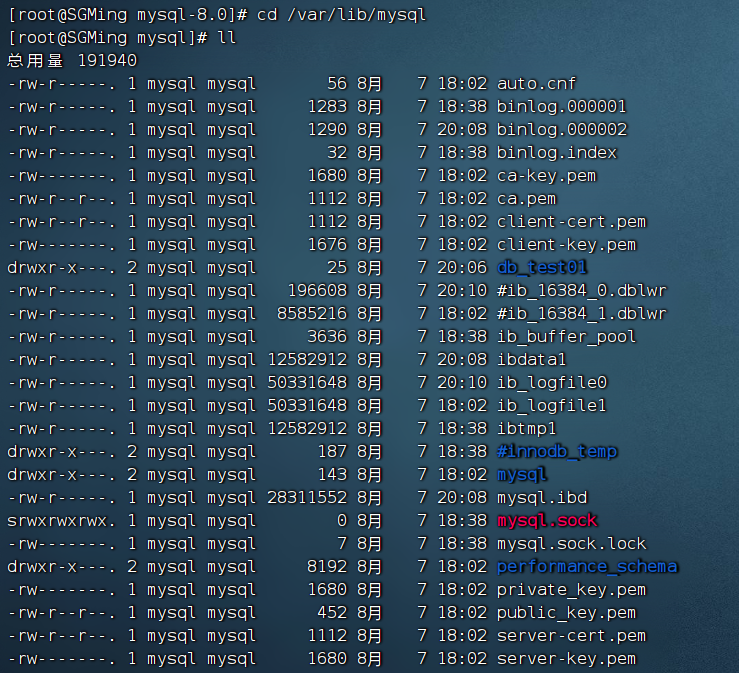 [root@SGMing mysql-8.0]# cd /var/lib/mysql
[root@SGMing mysql]# ll
总用量 191940
-rw-r-----. 1 mysql mysql       56 8月   7 18:02 auto.cnf
-rw-r-----. 1 mysql mysql     1283 8月   7 18:38 binlog.000001
-rw-r-----. 1 mysql mysql     1290 8月   7 20:08 binlog.000002
-rw-r-----. 1 mysql mysql       32 8月   7 18:38 binlog.index
-rw-------. 1 mysql mysql     1680 8月   7 18:02 ca-key.pem
-rw-r--r--. 1 mysql mysql     1112 8月   7 18:02 ca.pem
-rw-r--r--. 1 mysql mysql     1112 8月   7 18:02 client-cert.pem
-rw-------. 1 mysql mysql     1676 8月   7 18:02 client-key.pem
drwxr-x---. 2 mysql mysql       25 8月   7 20:06 db_test01
-rw-r-----. 1 mysql mysql   196608 8月   7 20:10 #ib_16384_0.dblwr
-rw-r-----. 1 mysql mysql  8585216 8月   7 18:02 #ib_16384_1.dblwr
-rw-r-----. 1 mysql mysql     3636 8月   7 18:38 ib_buffer_pool
-rw-r-----. 1 mysql mysql 12582912 8月   7 20:08 ibdata1
-rw-r-----. 1 mysql mysql 50331648 8月   7 20:10 ib_logfile0
-rw-r-----. 1 mysql mysql 50331648 8月   7 18:02 ib_logfile1
-rw-r-----. 1 mysql mysql 12582912 8月   7 18:38 ibtmp1
drwxr-x---. 2 mysql mysql      187 8月   7 18:38 #innodb_temp
drwxr-x---. 2 mysql mysql      143 8月   7 18:02 mysql
-rw-r-----. 1 mysql mysql 28311552 8月   7 20:08 mysql.ibd
srwxrwxrwx. 1 mysql mysql        0 8月   7 18:38 mysql.sock
-rw-------. 1 mysql mysql        7 8月   7 18:38 mysql.sock.lock
drwxr-x---. 2 mysql mysql     8192 8月   7 18:02 performance_schema
-rw-------. 1 mysql mysql     1680 8月   7 18:02 private_key.pem
-rw-r--r--. 1 mysql mysql      452 8月   7 18:02 public_key.pem
-rw-r--r--. 1 mysql mysql     1112 8月   7 18:02 server-cert.pem
-rw-------. 1 mysql mysql     1680 8月   7 18:02 server-key.pem